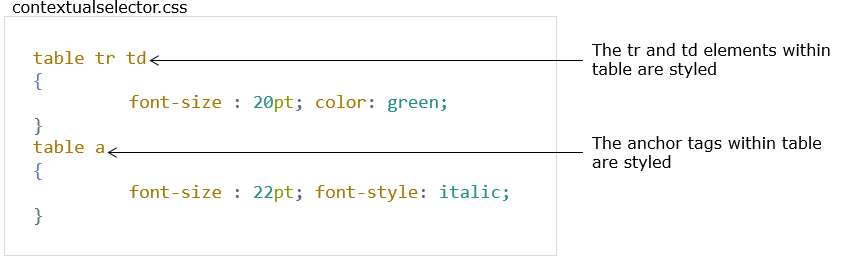 contextualselector.css
table tr td
{
font-size : 20pt; color: green;
}
table a
{
font-size : 22pt; font-style: italic;
}
The tr and td elements within
table are styled
The anchor tags within table
are styled